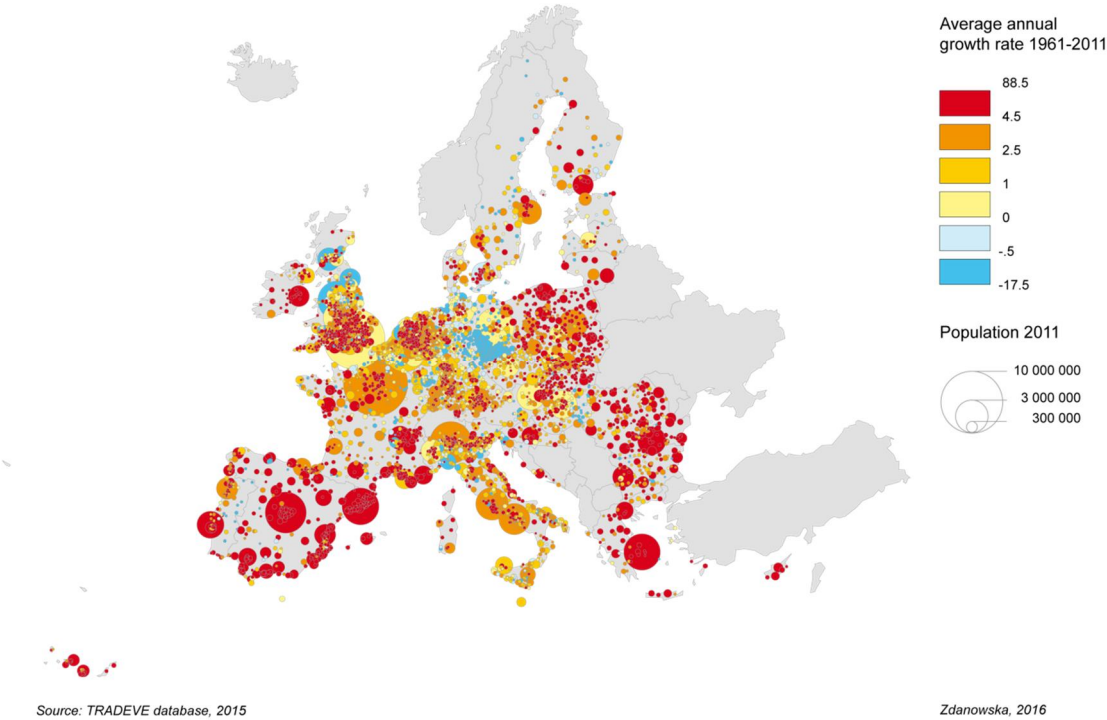 Average annual
growth rate 1961-2011
88.5
4.5
2.5
1
0
-.5
-17.5
Population 2011
10 000 000
3 000 000
300 000
Source: TRADEVE database, 2015
Zdanowska, 2016